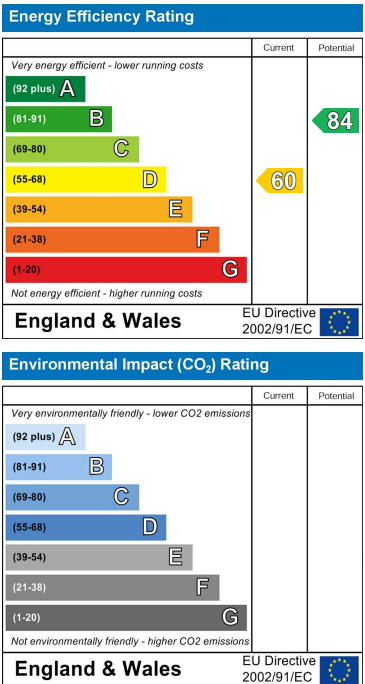 Energy Efficiency Rating
Current Potential
Very energy efficient - lower running costs
(92 plus) A
(81-91) B
84
(69-80) C
(55-68) D
60
(39-54) E
(21-38) F
(1-20) G
Not energy efficient - higher running costs
England & Wales
EU Directive
2002/91/EC
Environmental Impact (CO₂) Rating
Current Potential
Very environmentally friendly - lower CO2 emissions
(92 plus) A
(81-91) B
(69-80) C
(55-68) D
(39-54) E
(21-38) F
(1-20) G
Not environmentally friendly - higher CO2 emissions
England & Wales
EU Directive
2002/91/EC